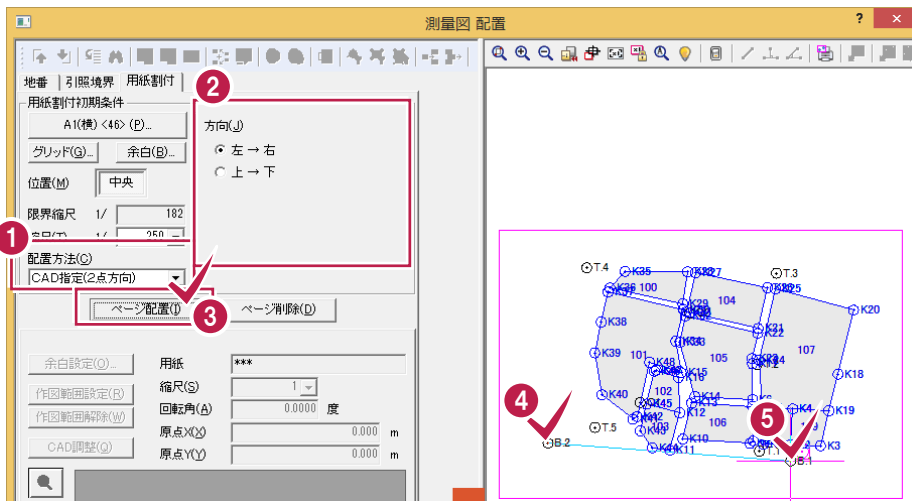 測量図 配置
? ×
地番 引照境界 用紙割付
2
用紙割付初期条件
A1(横) <46> (P)...
方向(J)
グリッド(G)... 余白(B)...
左 → 右
上 → 下
位置(M) 中央
限界縮尺 1/ 182
1
1/ 250
配置方法(C)
CAD指定(2点方向)
ページ配置(I) ページ削除(D)
3
余白設定(O)... 用紙 ***
作図範囲設定(R) 縮尺(S) 1
作図範囲解除(W) 回転角(A) 0.0000 度
原点X(X) 0.000 m
CAD調整(Q) 原点Y(Y) 0.000 m
T.4 K35 T.3
100 K29 104 K20
K38 K21
K22
K39 101 K48 105 107
K15 K18
K16
K40 102 K14
K13 K4 K19
K12
4 5
T.5 103 106
B.2 K10 K3
K11 T.1
B.1